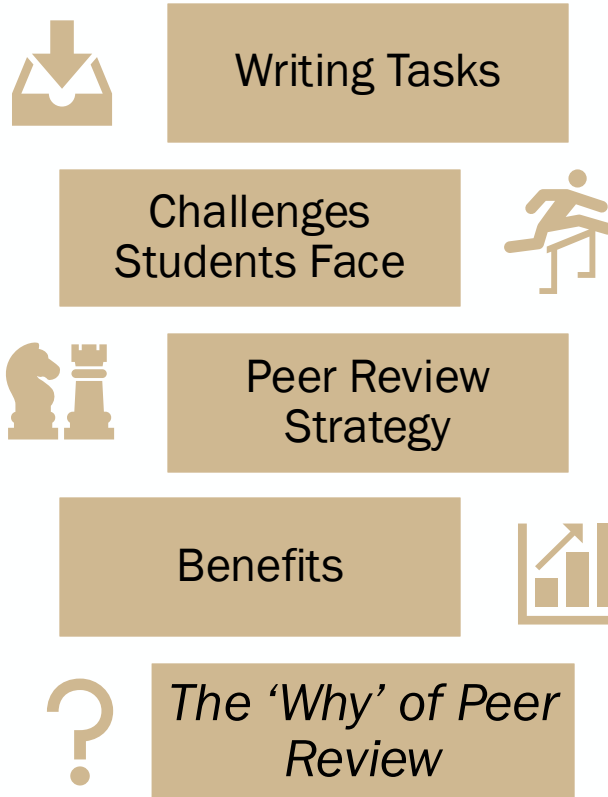 Writing Tasks
Challenges
Students Face
Peer Review
Strategy
Benefits
The ‘Why’ of Peer
Review